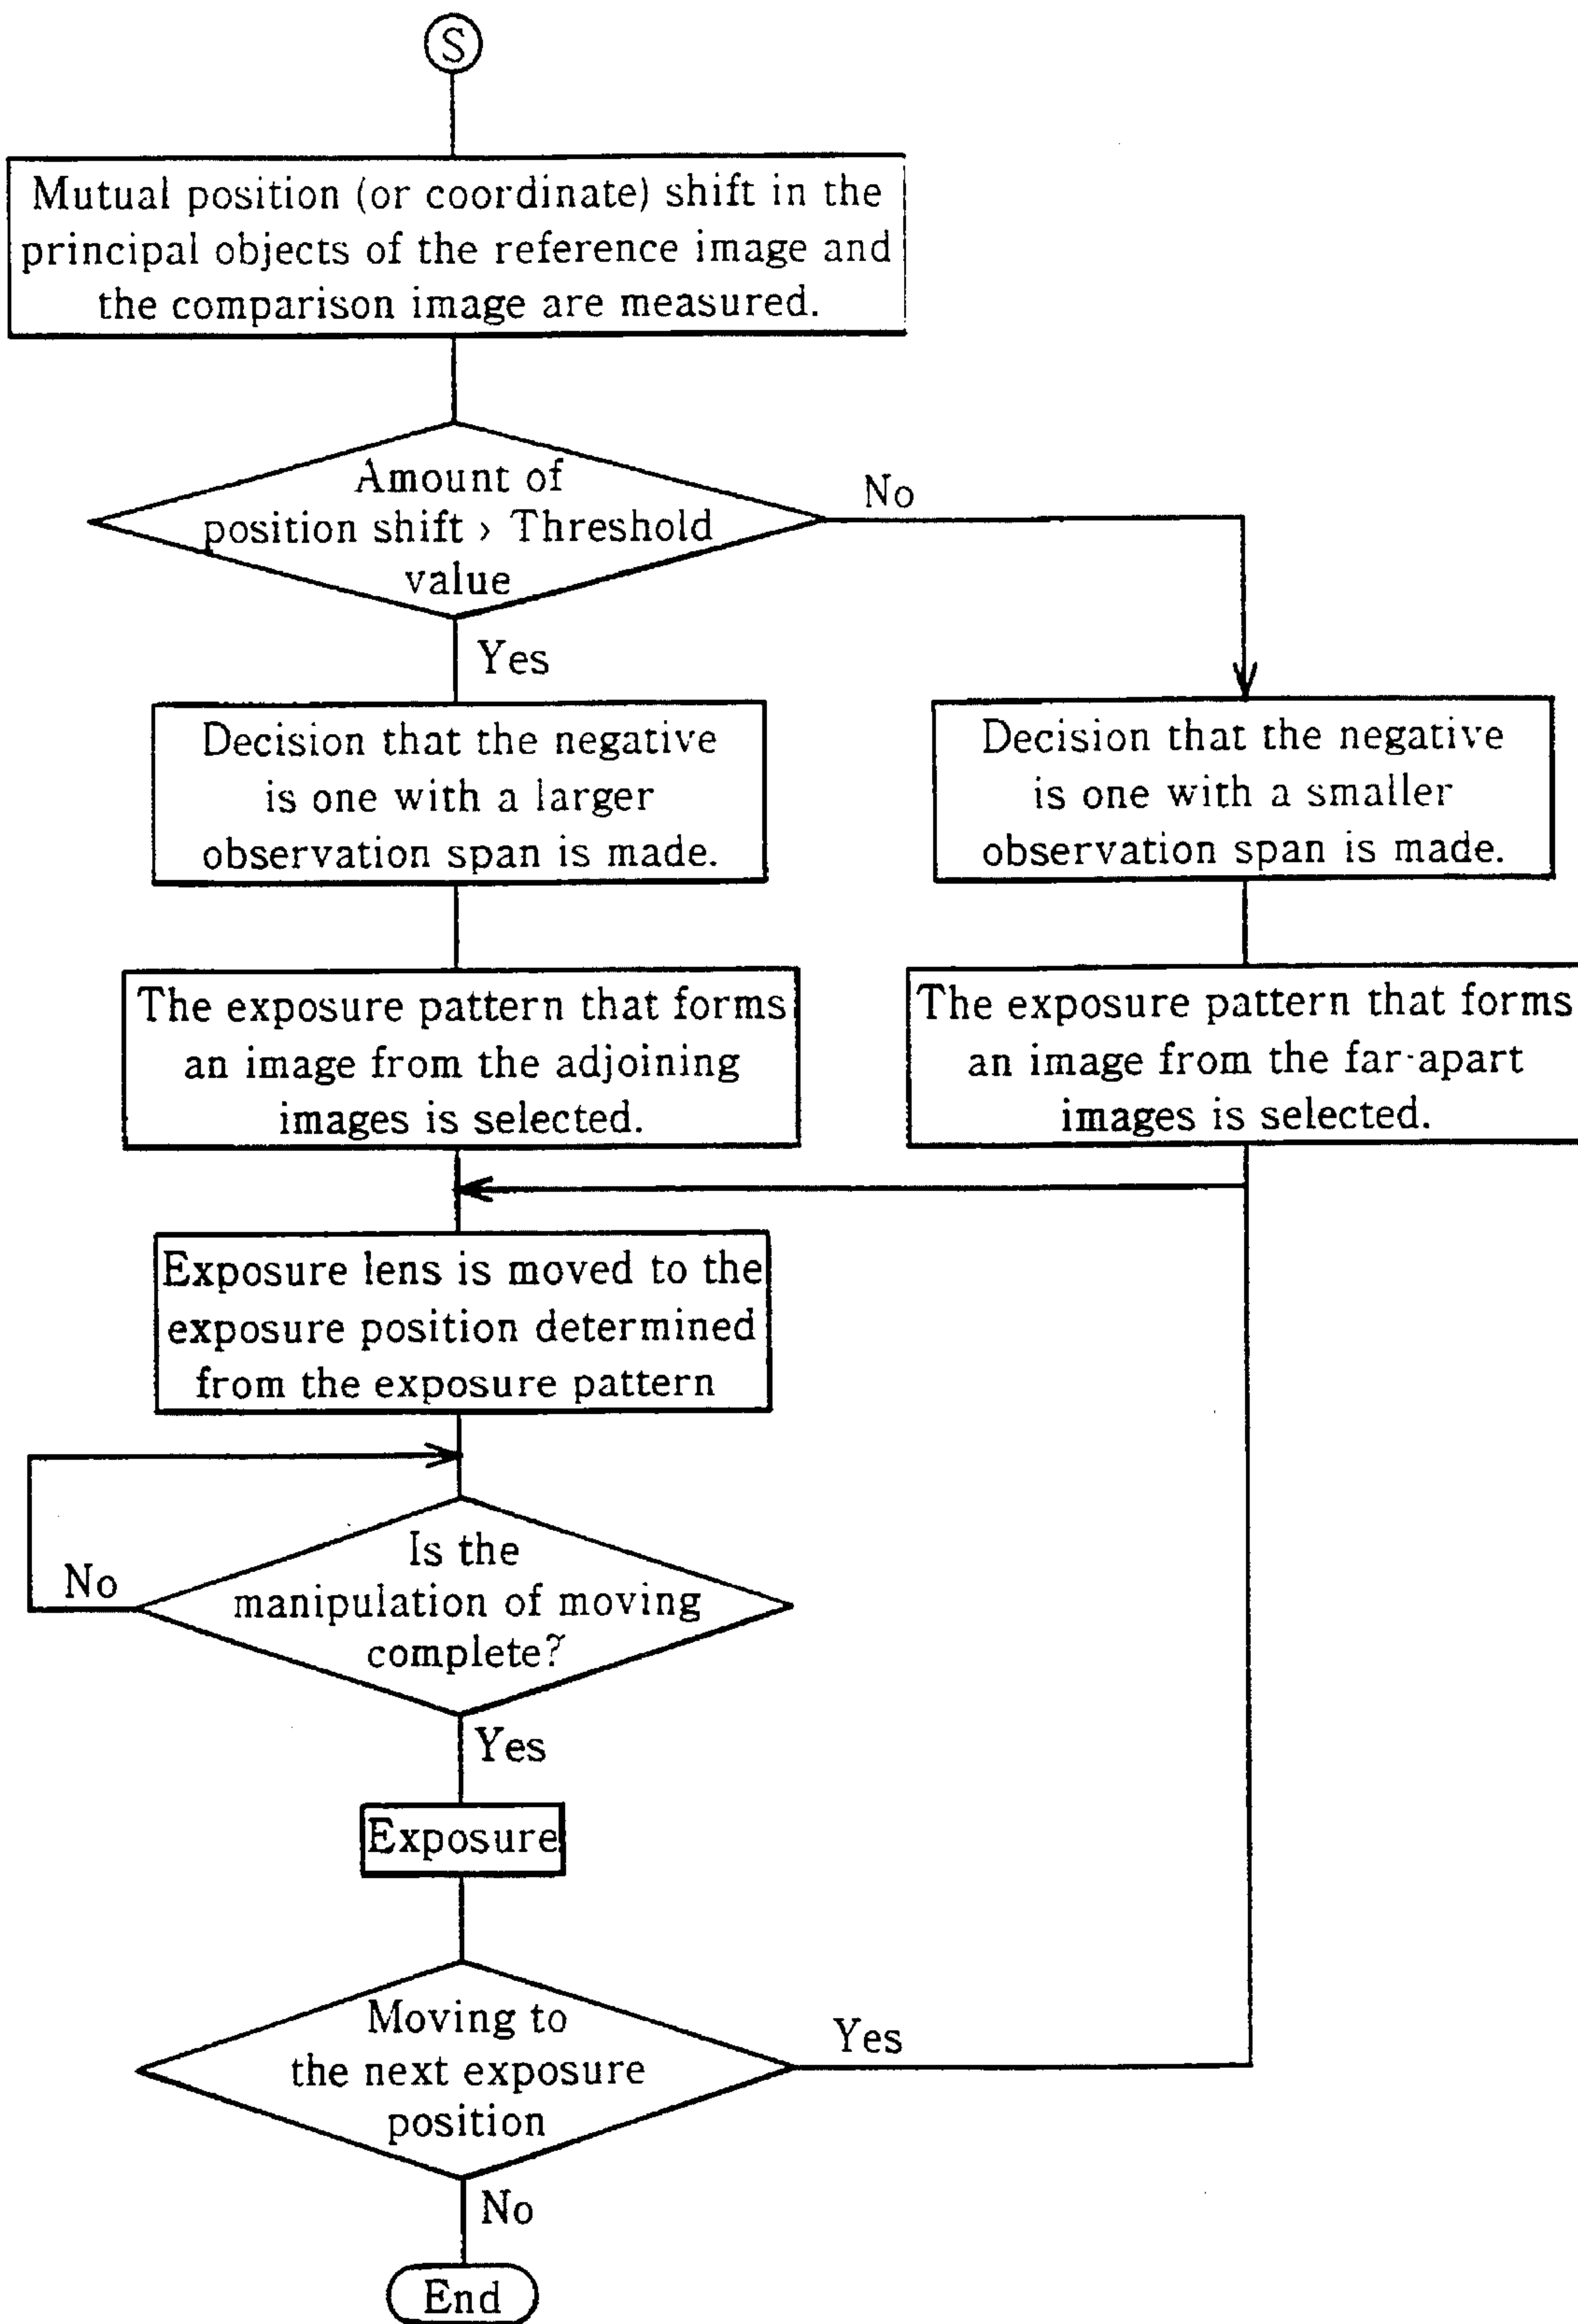 S
Mutual position (or coordinate) shift in the
principal objects of the reference image and
the comparison image are measured.
Amount of
position shift › Threshold
value
No
Yes
Decision that the negative
is one with a larger
observation span is made.
Decision that the negative
is one with a smaller
observation span is made.
The exposure pattern that forms
an image from the adjoining
images is selected.
The exposure pattern that forms
an image from the far-apart
images is selected.
Exposure lens is moved to the
exposure position determined
from the exposure pattern
Is the
manipulation of moving
complete?
No
Yes
Exposure
Moving to
the next exposure
position
Yes
No
End